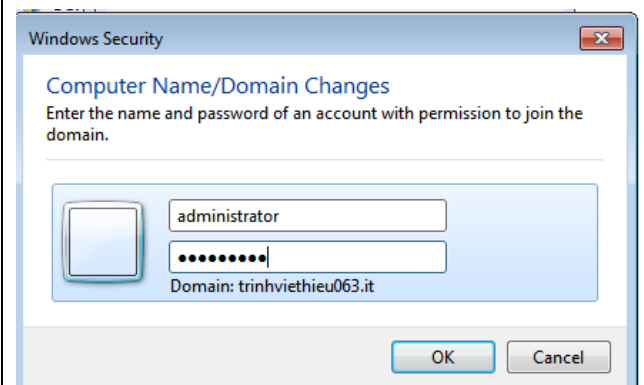 Windows Security
Computer Name/Domain Changes
Enter the name and password of an account with permission to join the
domain.
administrator
●●●●●●●●●
Domain: trinhviethieu063.it
OK
Cancel